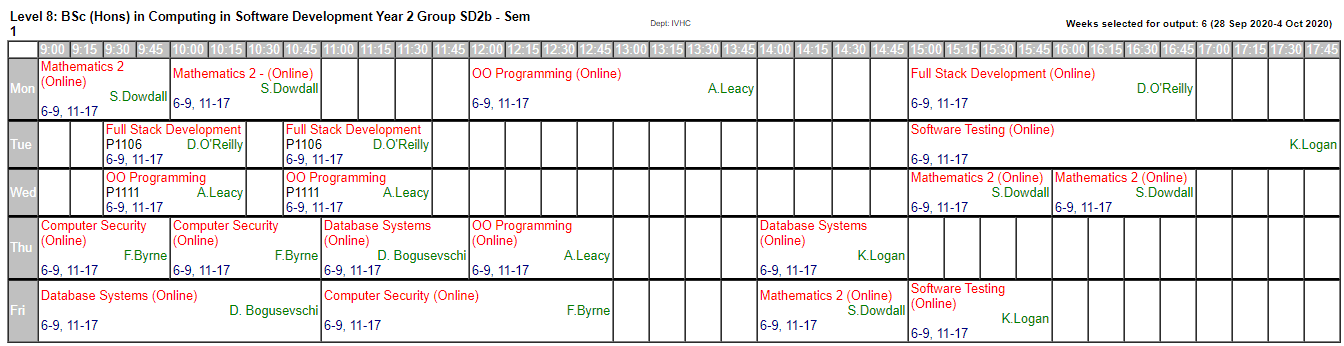 Level 8: BSc (Hons) in Computing in Software Development Year 2 Group SD2b - Sem
1
Dept: IVHC
Weeks selected for output: 6 (28 Sep 2020-4 Oct 2020)
9:00 9:15 9:30 9:45 10:00 10:15 10:30 10:45 11:00 11:15 11:30 11:45 12:00 12:15 12:30 12:45 13:00 13:15 13:30 13:45 14:00 14:15 14:30 14:45 15:00 15:15 15:30 15:45 16:00 16:15 16:30 16:45 17:00 17:15 17:30 17:45
Mon
Mathematics 2
(Online)
S.Dowdall
6-9, 11-17
Mathematics 2 - (Online)
S.Dowdall
6-9, 11-17
OO Programming (Online)
A.Leacy
6-9, 11-17
Full Stack Development (Online)
D.O'Reilly
6-9, 11-17
Tue
Full Stack Development
P1106 D.O'Reilly
6-9, 11-17
Full Stack Development
P1106 D.O'Reilly
6-9, 11-17
Software Testing (Online)
K.Logan
6-9, 11-17
Wed
OO Programming
P1111 A.Leacy
6-9, 11-17
OO Programming
P1111 A.Leacy
6-9, 11-17
Mathematics 2 (Online)
S.Dowdall
6-9, 11-17
Mathematics 2 (Online)
S.Dowdall
6-9, 11-17
Thu
Computer Security
(Online)
F.Byrne
6-9, 11-17
Computer Security
(Online)
F.Byrne
6-9, 11-17
Database Systems
(Online)
D. Bogusevschi
6-9, 11-17
OO Programming
(Online)
A.Leacy
6-9, 11-17
Database Systems
(Online)
K.Logan
6-9, 11-17
Fri
Database Systems (Online)
D. Bogusevschi
6-9, 11-17
Computer Security (Online)
F.Byrne
6-9, 11-17
Mathematics 2 (Online)
S.Dowdall
6-9, 11-17
Software Testing
(Online)
K.Logan
6-9, 11-17